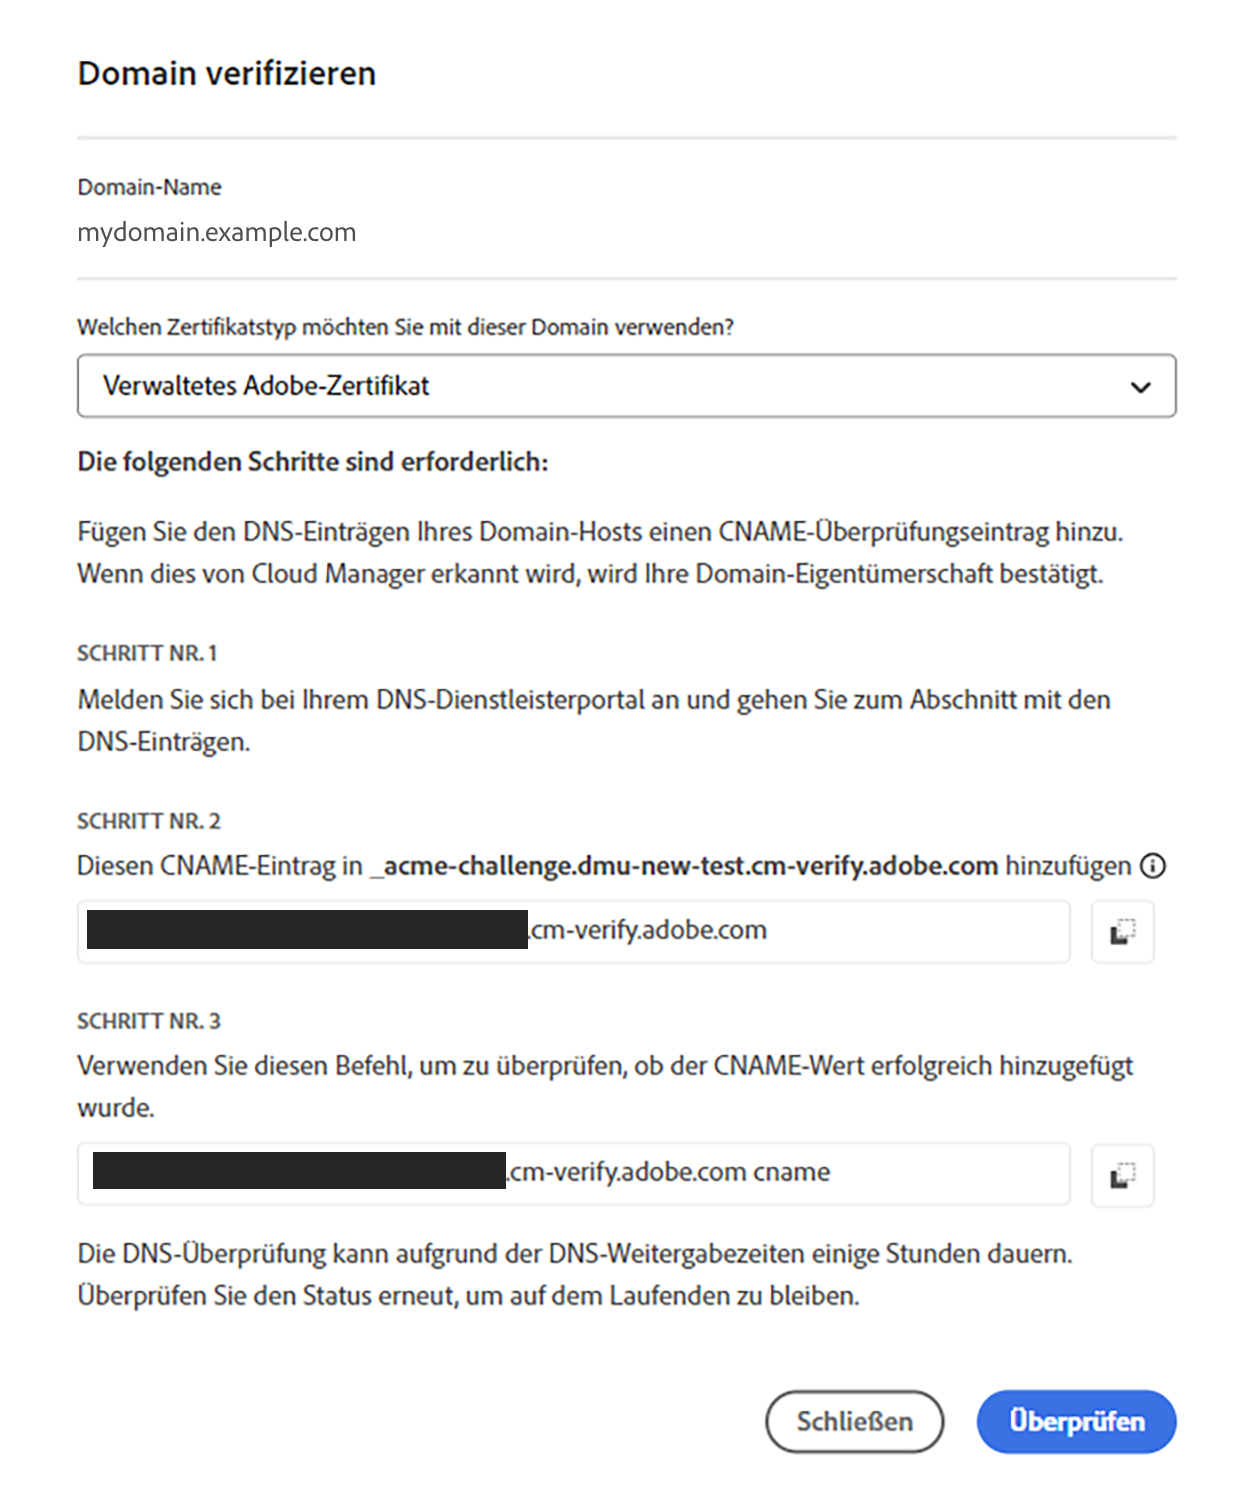 Domain verifizieren
Domain-Name
mydomain.example.com
Welchen Zertifikatstyp möchten Sie mit dieser Domain verwenden?
Verwaltetes Adobe-Zertifikat
Die folgenden Schritte sind erforderlich:
Fügen Sie den DNS-Einträgen Ihres Domain-Hosts einen CNAME-Überprüfungseintrag hinzu.
Wenn dies von Cloud Manager erkannt wird, wird Ihre Domain-Eigentümerschaft bestätigt.
SCHRITT NR. 1
Melden Sie sich bei Ihrem DNS-Dienstleisterportal an und gehen Sie zum Abschnitt mit den
DNS-Einträgen.
SCHRITT NR. 2
Diesen CNAME-Eintrag in _acme-challenge.dmu-new-test.cm-verify.adobe.com hinzufügen
.cm-verify.adobe.com
SCHRITT NR. 3
Verwenden Sie diesen Befehl, um zu überprüfen, ob der CNAME-Wert erfolgreich hinzugefügt
wurde.
.cm-verify.adobe.com cname
Die DNS-Überprüfung kann aufgrund der DNS-Weitergabezeiten einige Stunden dauern.
Überprüfen Sie den Status erneut, um auf dem Laufenden zu bleiben.
Schließen
Überprüfen